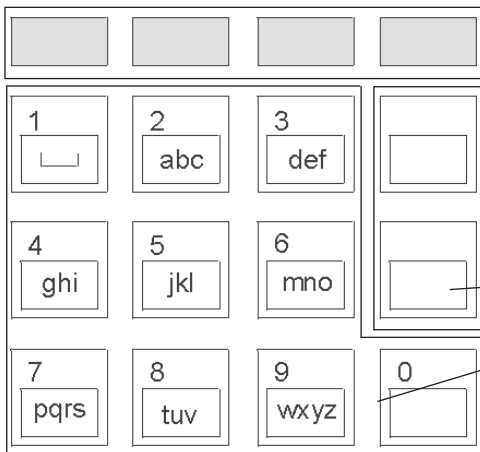 1 2 3
abc def
4 5 6
ghi jkl mno
7 8 9 0
pqrs tuv wxyz